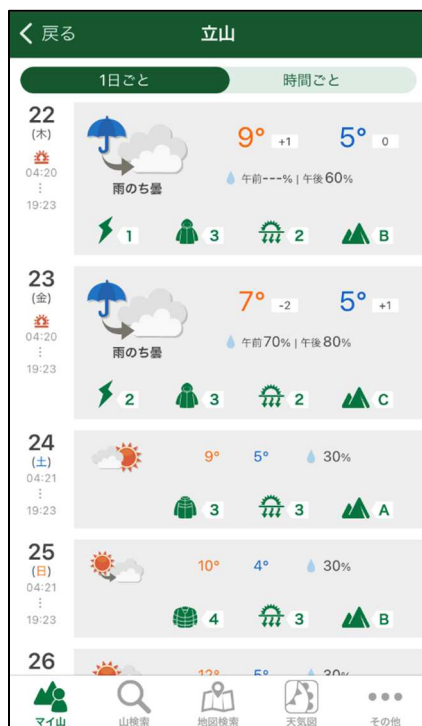 戻る 立山
1日ごと 時間ごと
22
(木)
04:20
19:23
雨のち曇
9° +1 5° 0
午前---% | 午後60%
1 3 2 B
23
(金)
04:20
19:23
雨のち曇
7° -2 5° +1
午前70% | 午後80%
2 3 2 C
24
(土)
04:21
19:23
9° 5° 30%
3 3 A
25
(日)
04:21
19:23
10° 4° 30%
4 3 B
26
12° 5° 30%
マイ山 山検索 地図検索 天気図 その他